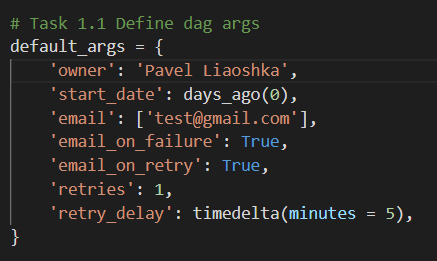 # Task 1.1 Define dag args
default_args = {
    'owner': 'Pavel Liaoshka',
    'start_date': days_ago(0),
    'email': ['test@gmail.com'],
    'email_on_failure': True,
    'email_on_retry': True,
    'retries': 1,
    'retry_delay': timedelta(minutes = 5),
}